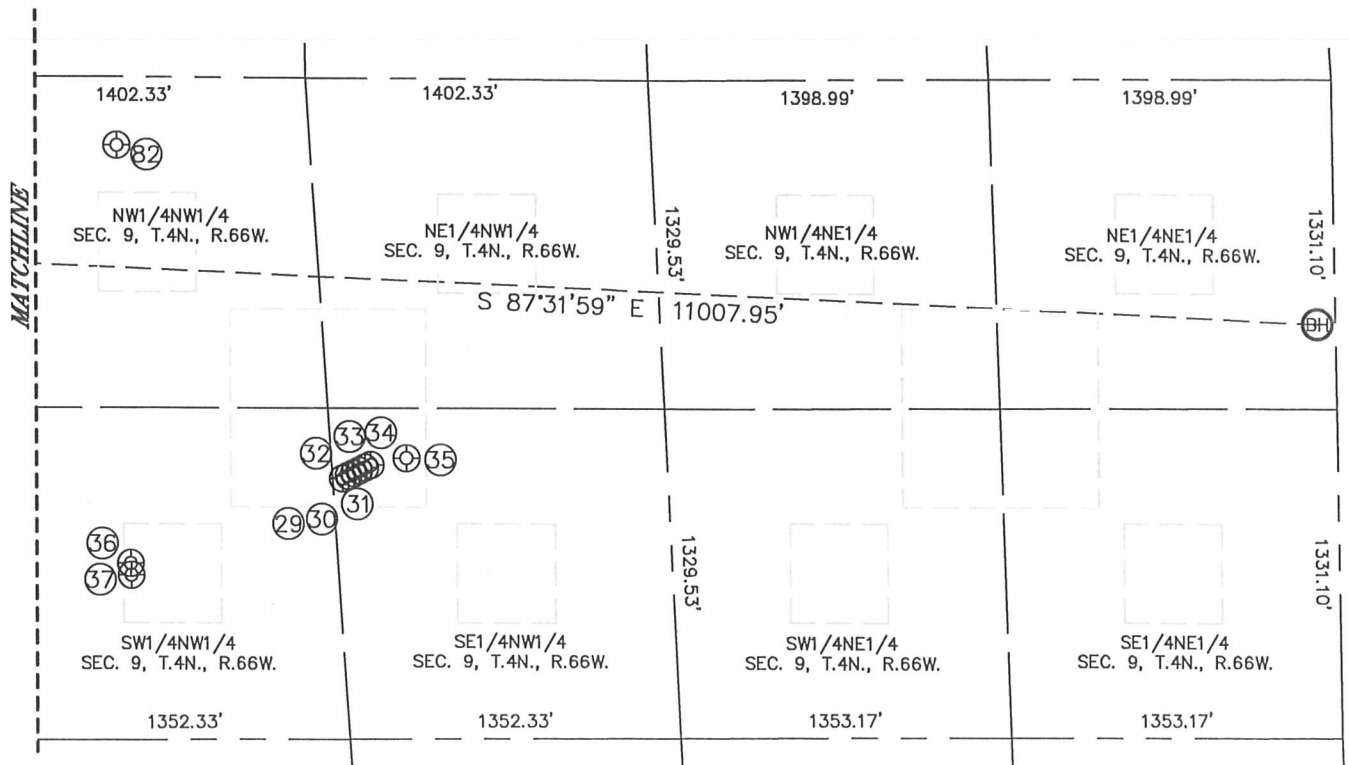 1402.33'
1402.33'
1398.99'
1398.99'
82
MATCHLINE
NW1/4NW1/4
SEC. 9, T.4N., R.66W.
NE1/4NW1/4
SEC. 9, T.4N., R.66W.
1329.53'
NW1/4NE1/4
SEC. 9, T.4N., R.66W.
NE1/4NE1/4
SEC. 9, T.4N., R.66W.
1331.10'
S 87°31'59" E 11007.95'
BH
32
33
34
35
31
30
29
36
37
1329.53'
1331.10'
SW1/4NW1/4
SEC. 9, T.4N., R.66W.
SE1/4NW1/4
SEC. 9, T.4N., R.66W.
SW1/4NE1/4
SEC. 9, T.4N., R.66W.
SE1/4NE1/4
SEC. 9, T.4N., R.66W.
1352.33'
1352.33'
1353.17'
1353.17'